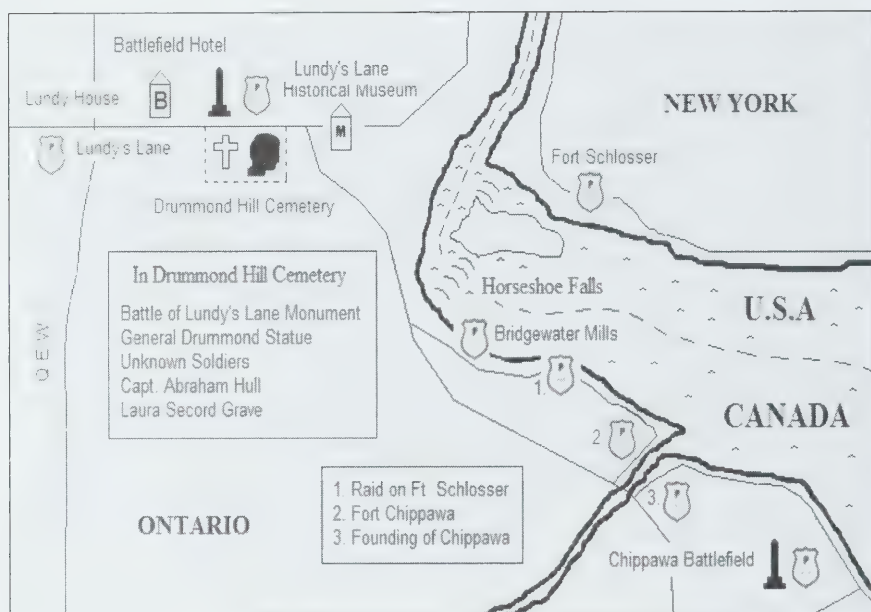 Battlefield Hotel
Lundy's Lane
Historical Museum
Lundy House
B
P
M
NEW YORK
P
Lundy's Lane
Fort Schlosser
P
Drummond Hill Cemetery
In Drummond Hill Cemetery
Battle of Lundy's Lane Monument
General Drummond Statue
Unknown Soldiers
Capt. Abraham Hull
Laura Secord Grave
QEW
Horseshoe Falls
U.S.A
P
Bridgewater Mills
1.
P
CANADA
2
P
1. Raid on Ft Schlosser
2. Fort Chippawa
3. Founding of Chippawa
3.
P
ONTARIO
Chippawa Battlefield
P